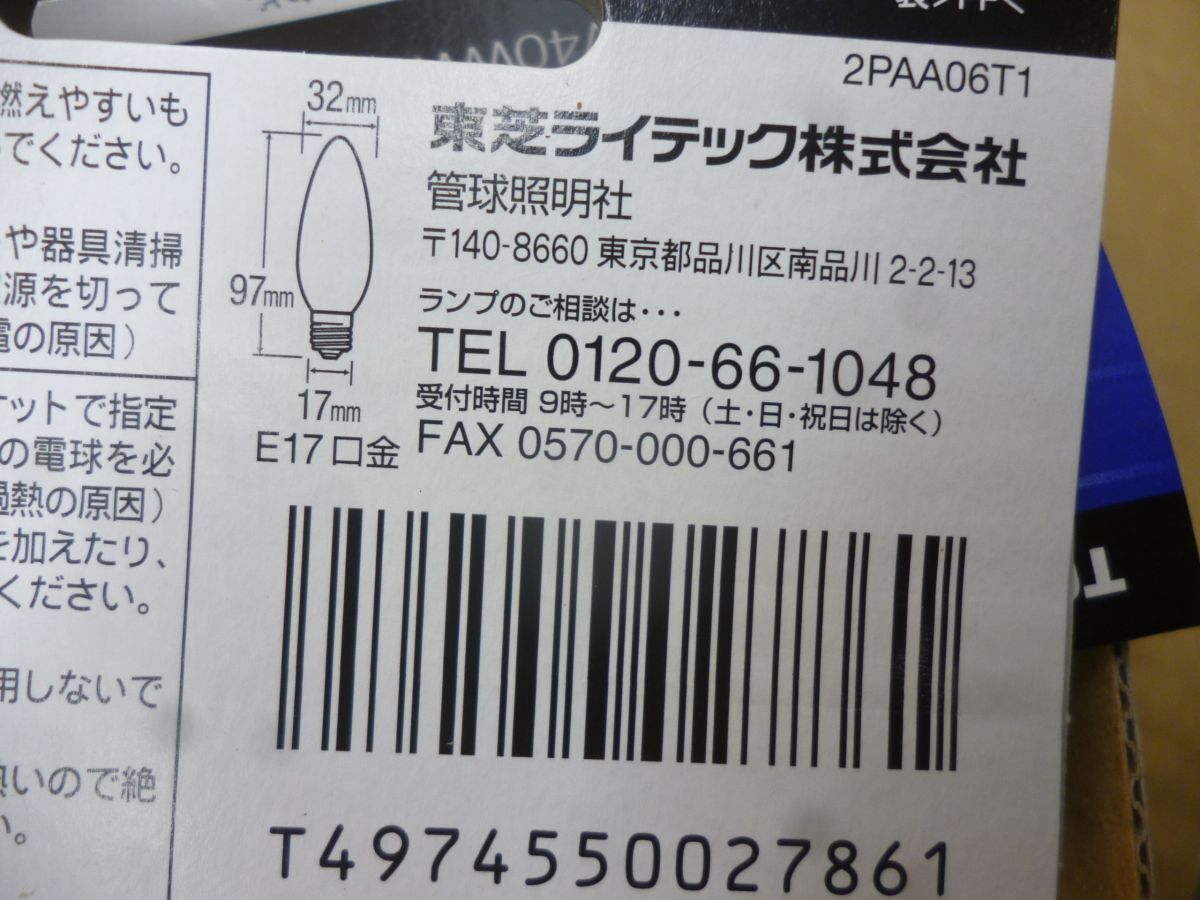 40W
2PAA06T1
燃えやすいも
でください。
や器具清掃
源を切って
電の原因）
ケットで指定
の電球を必
過熱の原因）
を加えたり、
ください。
用しないで
熱いので絶
い。
32mm
97mm
17mm
E17口金
東芝ライテック株式会社
管球照明社
〒140-8660 東京都品川区南品川 2-2-13
ランプのご相談は･･･
TEL 0120-66-1048
受付時間 9時～17時（土･日･祝日は除く）
FAX 0570-000-661
T4974550027861